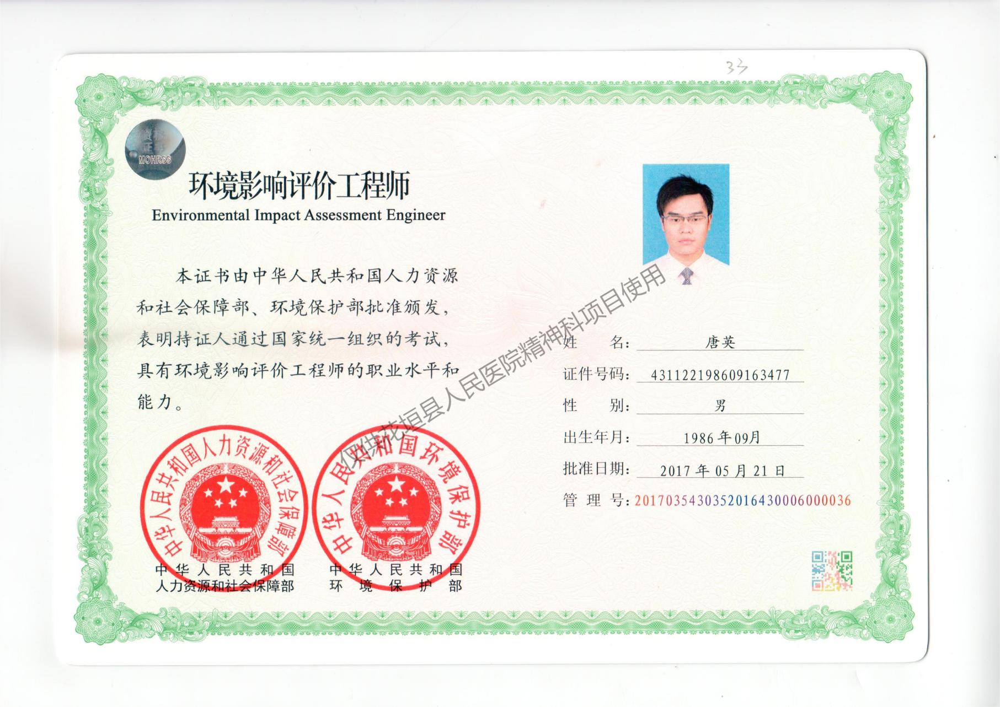 33
MOHRSS
环境影响评价工程师
Environmental Impact Assessment Engineer
本证书由中华人民共和国人力资源
和社会保障部、环境保护部批准颁发，
表明持证人通过国家统一组织的考试，
具有环境影响评价工程师的职业水平和
能力。
中华人民共和国人力资源和社会保障部
中华人民共和国环境保护部
中华人民共和国
人力资源和社会保障部
中华人民共和国
环境保护部
仅供花垣县人民医院精神科项目使用
姓名：唐英
证件号码：431122198609163477
性别：男
出生年月：1986年09月
批准日期：2017年05月21日
管理号：2017035430352016430006000036